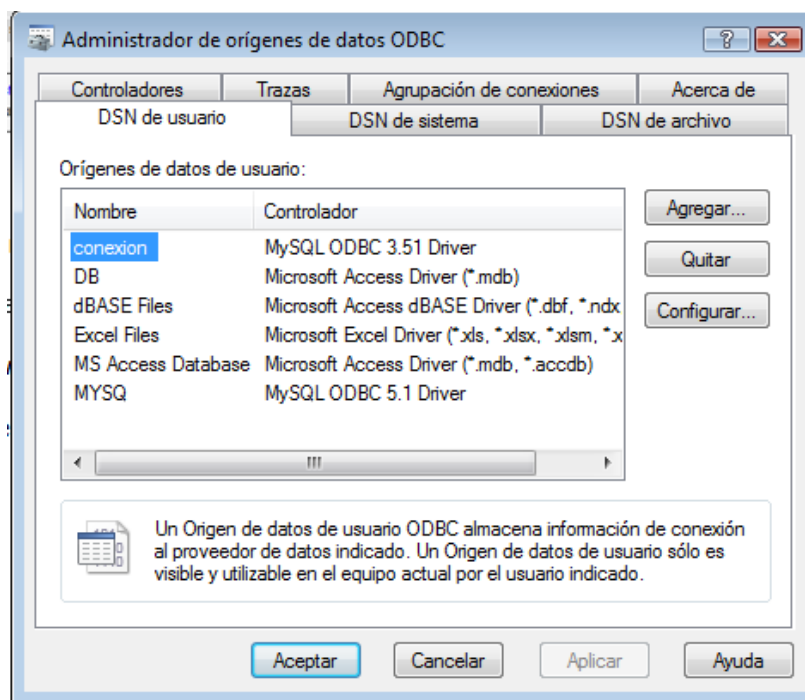 Administrador de orígenes de datos ODBC
Controladores Trazas Agrupación de conexiones Acerca de
DSN de usuario DSN de sistema DSN de archivo
Orígenes de datos de usuario:
Nombre Controlador
conexion MySQL ODBC 3.51 Driver
DB Microsoft Access Driver (*.mdb)
dBASE Files Microsoft Access dBASE Driver (*.dbf, *.ndx
Excel Files Microsoft Excel Driver (*.xls, *.xlsx, *.xlsm, *.x
MS Access Database Microsoft Access Driver (*.mdb, *.accdb)
MYSQ MySQL ODBC 5.1 Driver
Agregar...
Quitar
Configurar...
Un Origen de datos de usuario ODBC almacena información de conexión
al proveedor de datos indicado. Un Origen de datos de usuario sólo es
visible y utilizable en el equipo actual por el usuario indicado.
Aceptar Cancelar Aplicar Ayuda